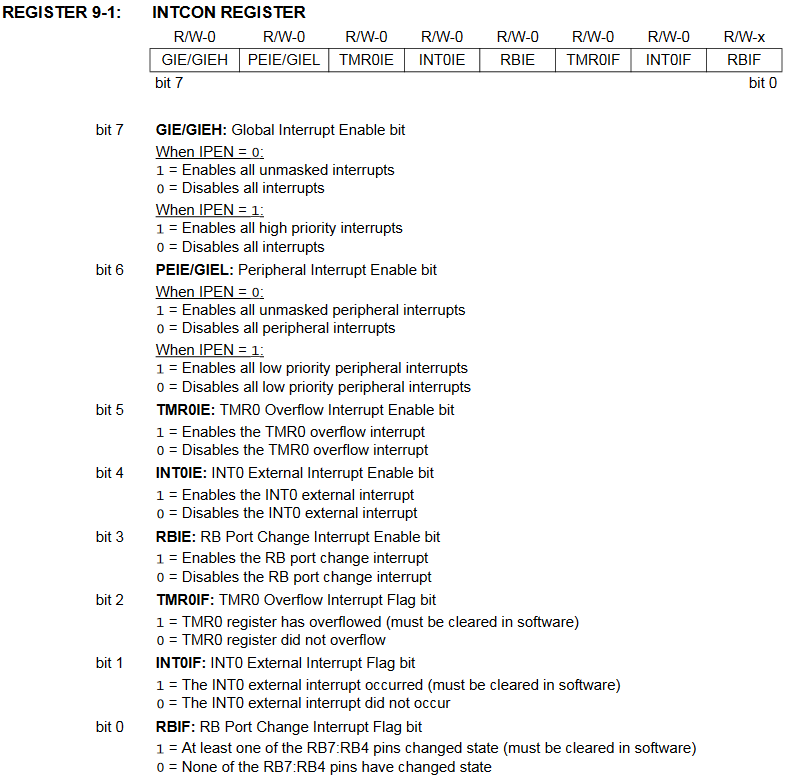 REGISTER 9-1: INTCON REGISTER
R/W-0 R/W-0 R/W-0 R/W-0 R/W-0 R/W-0 R/W-0 R/W-x
GIE/GIEH PEIE/GIEL TMR0IE INT0IE RBIE TMR0IF INT0IF RBIF
bit 7 bit 0
bit 7 GIE/GIEH: Global Interrupt Enable bit
When IPEN = 0:
1 = Enables all unmasked interrupts
0 = Disables all interrupts
When IPEN = 1:
1 = Enables all high priority interrupts
0 = Disables all interrupts
bit 6 PEIE/GIEL: Peripheral Interrupt Enable bit
When IPEN = 0:
1 = Enables all unmasked peripheral interrupts
0 = Disables all peripheral interrupts
When IPEN = 1:
1 = Enables all low priority peripheral interrupts
0 = Disables all low priority peripheral interrupts
bit 5 TMR0IE: TMR0 Overflow Interrupt Enable bit
1 = Enables the TMR0 overflow interrupt
0 = Disables the TMR0 overflow interrupt
bit 4 INT0IE: INT0 External Interrupt Enable bit
1 = Enables the INT0 external interrupt
0 = Disables the INT0 external interrupt
bit 3 RBIE: RB Port Change Interrupt Enable bit
1 = Enables the RB port change interrupt
0 = Disables the RB port change interrupt
bit 2 TMR0IF: TMR0 Overflow Interrupt Flag bit
1 = TMR0 register has overflowed (must be cleared in software)
0 = TMR0 register did not overflow
bit 1 INT0IF: INT0 External Interrupt Flag bit
1 = The INT0 external interrupt occurred (must be cleared in software)
0 = The INT0 external interrupt did not occur
bit 0 RBIF: RB Port Change Interrupt Flag bit
1 = At least one of the RB7:RB4 pins changed state (must be cleared in software)
0 = None of the RB7:RB4 pins have changed state